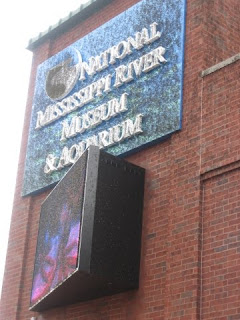 NATIONAL
MISSISSIPPI RIVER
MUSEUM
& AQUARIUM